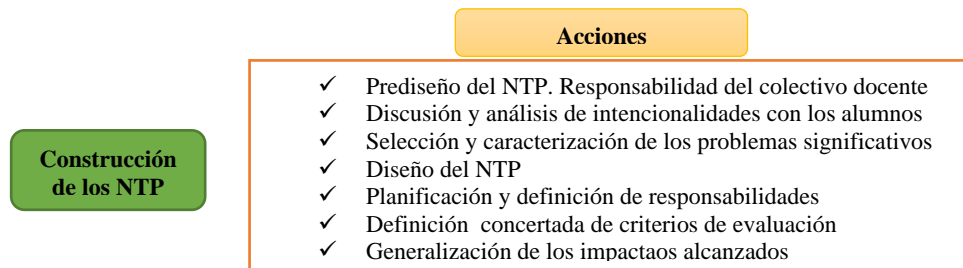 Acciones
✓ Prediseño del NTP. Responsabilidad del colectivo docente
✓ Discusión y análisis de intencionalidades con los alumnos
✓ Selección y caracterización de los problemas significativos
✓ Diseño del NTP
✓ Planificación y definición de responsabilidades
✓ Definición  concertada de criterios de evaluación
✓ Generalización de los impactaos alcanzados
Construcción
de los NTP